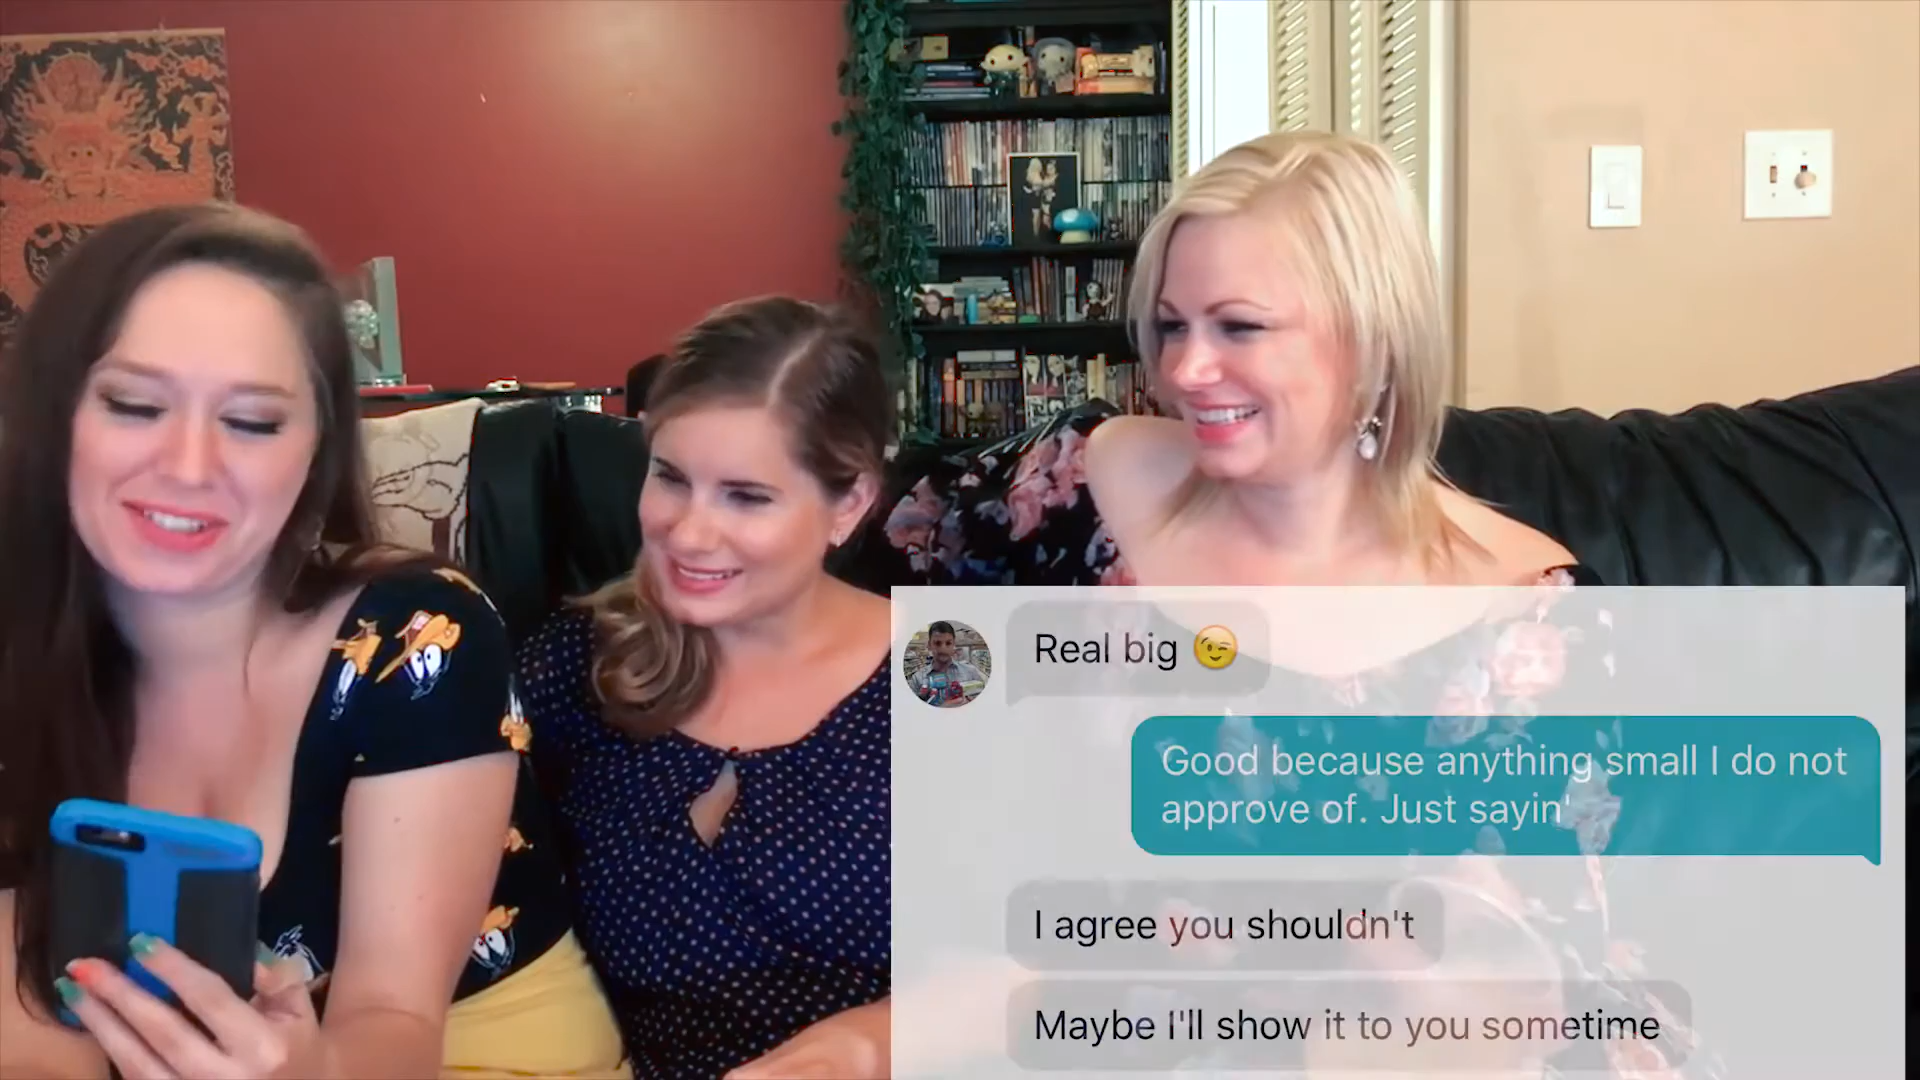 Real big 😉
Good because anything small I do not
approve of. Just sayin'
I agree you shouldn't
Maybe I'll show it to you sometime